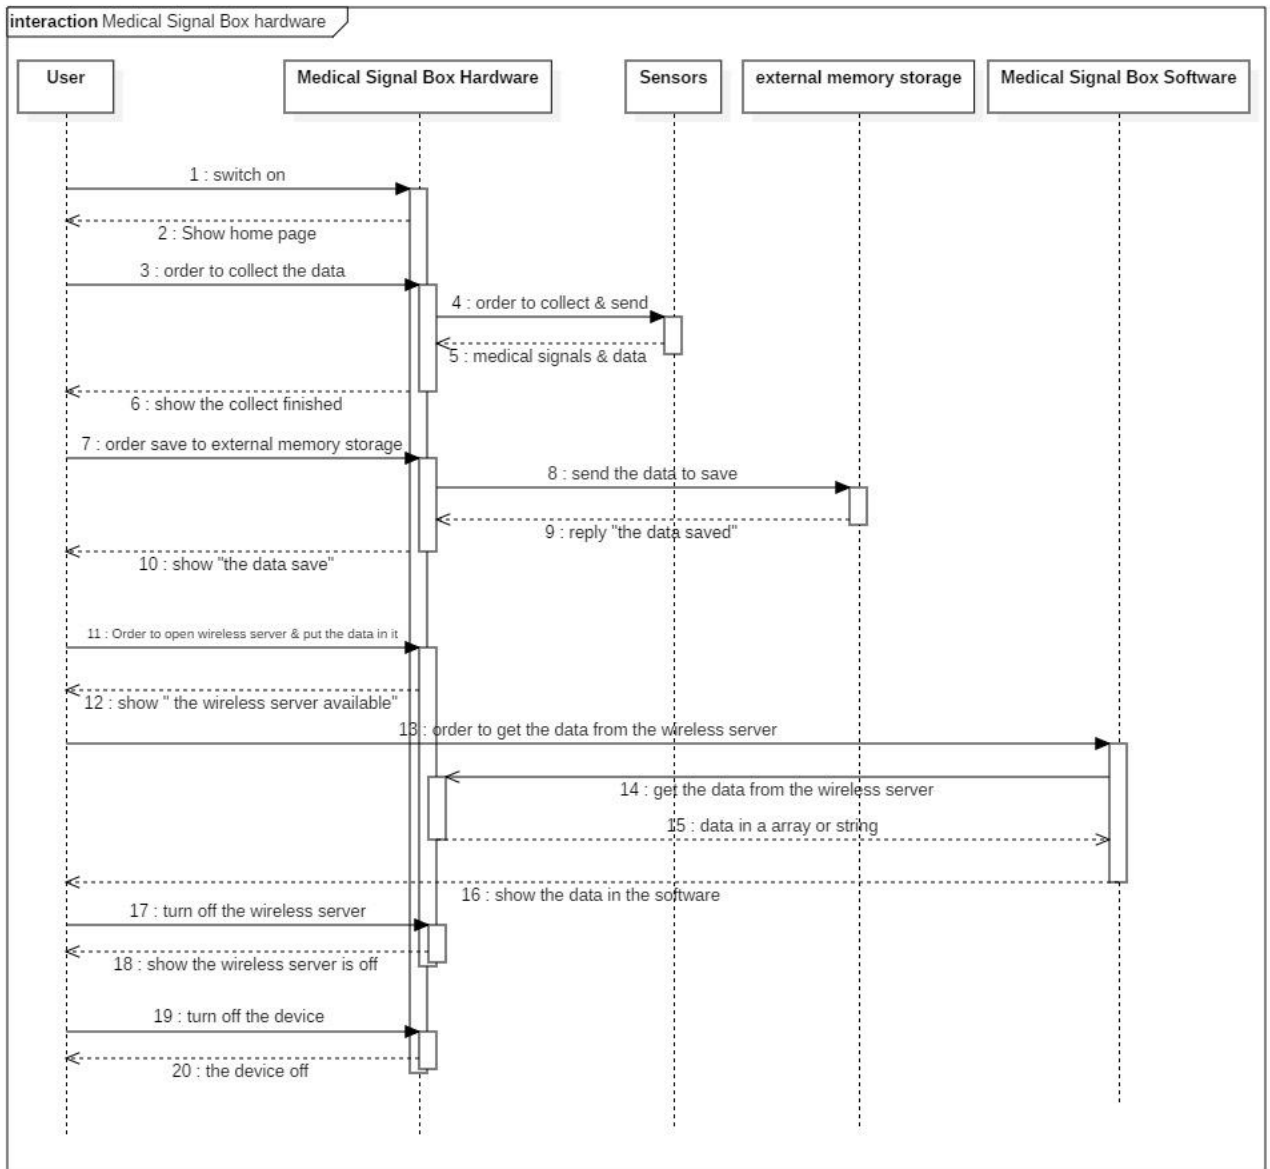 interaction Medical Signal Box hardware
User
Medical Signal Box Hardware
Sensors
external memory storage
Medical Signal Box Software
1 : switch on
2 : Show home page
3 : order to collect the data
4 : order to collect & send
5 : medical signals & data
6 : show the collect finished
7 : order save to external memory storage
8 : send the data to save
9 : reply "the data saved"
10 : show "the data save"
11 : Order to open wireless server & put the data in it
12 : show " the wireless server available"
13 : order to get the data from the wireless server
14 : get the data from the wireless server
15 : data in a array or string
16 : show the data in the software
17 : turn off the wireless server
18 : show the wireless server is off
19 : turn off the device
20 : the device off